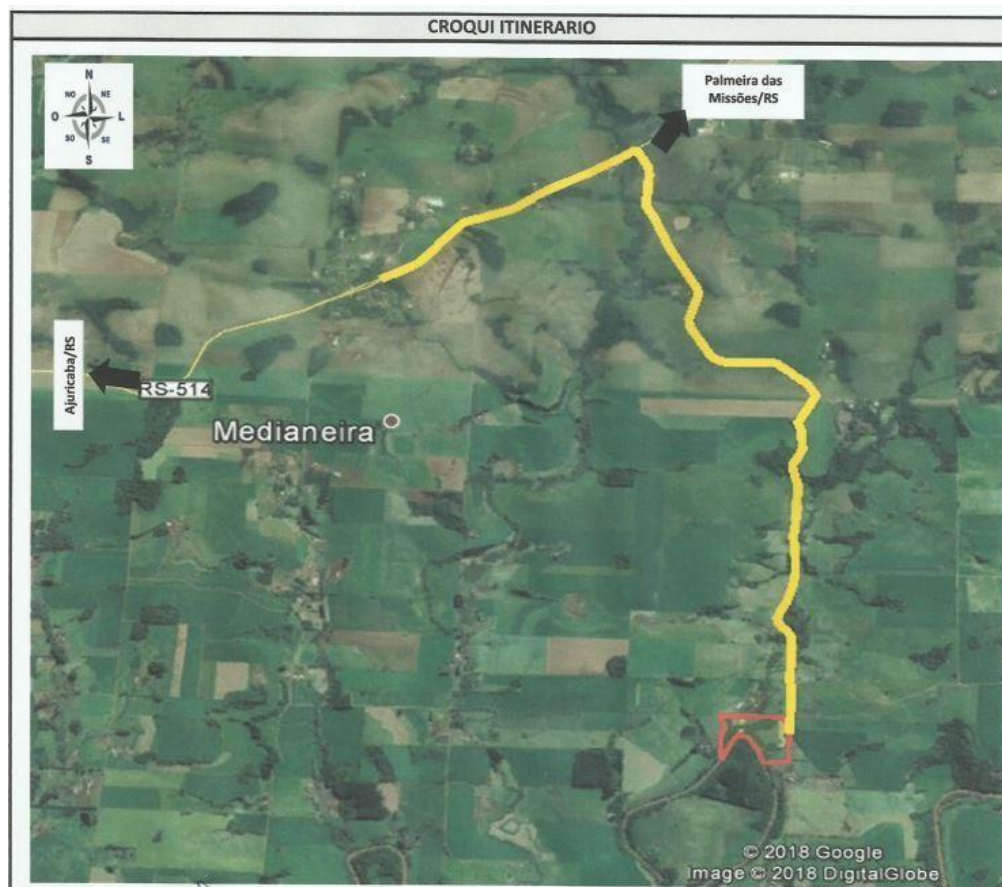 CROQUI ITINERARIO
N
NO
NE
O
L
SO
SE
S
Palmeira das
Missões/RS
Ajuricaba/RS
RS-514
Medianeira
© 2018 Google
Image © 2018 DigitalGlobe